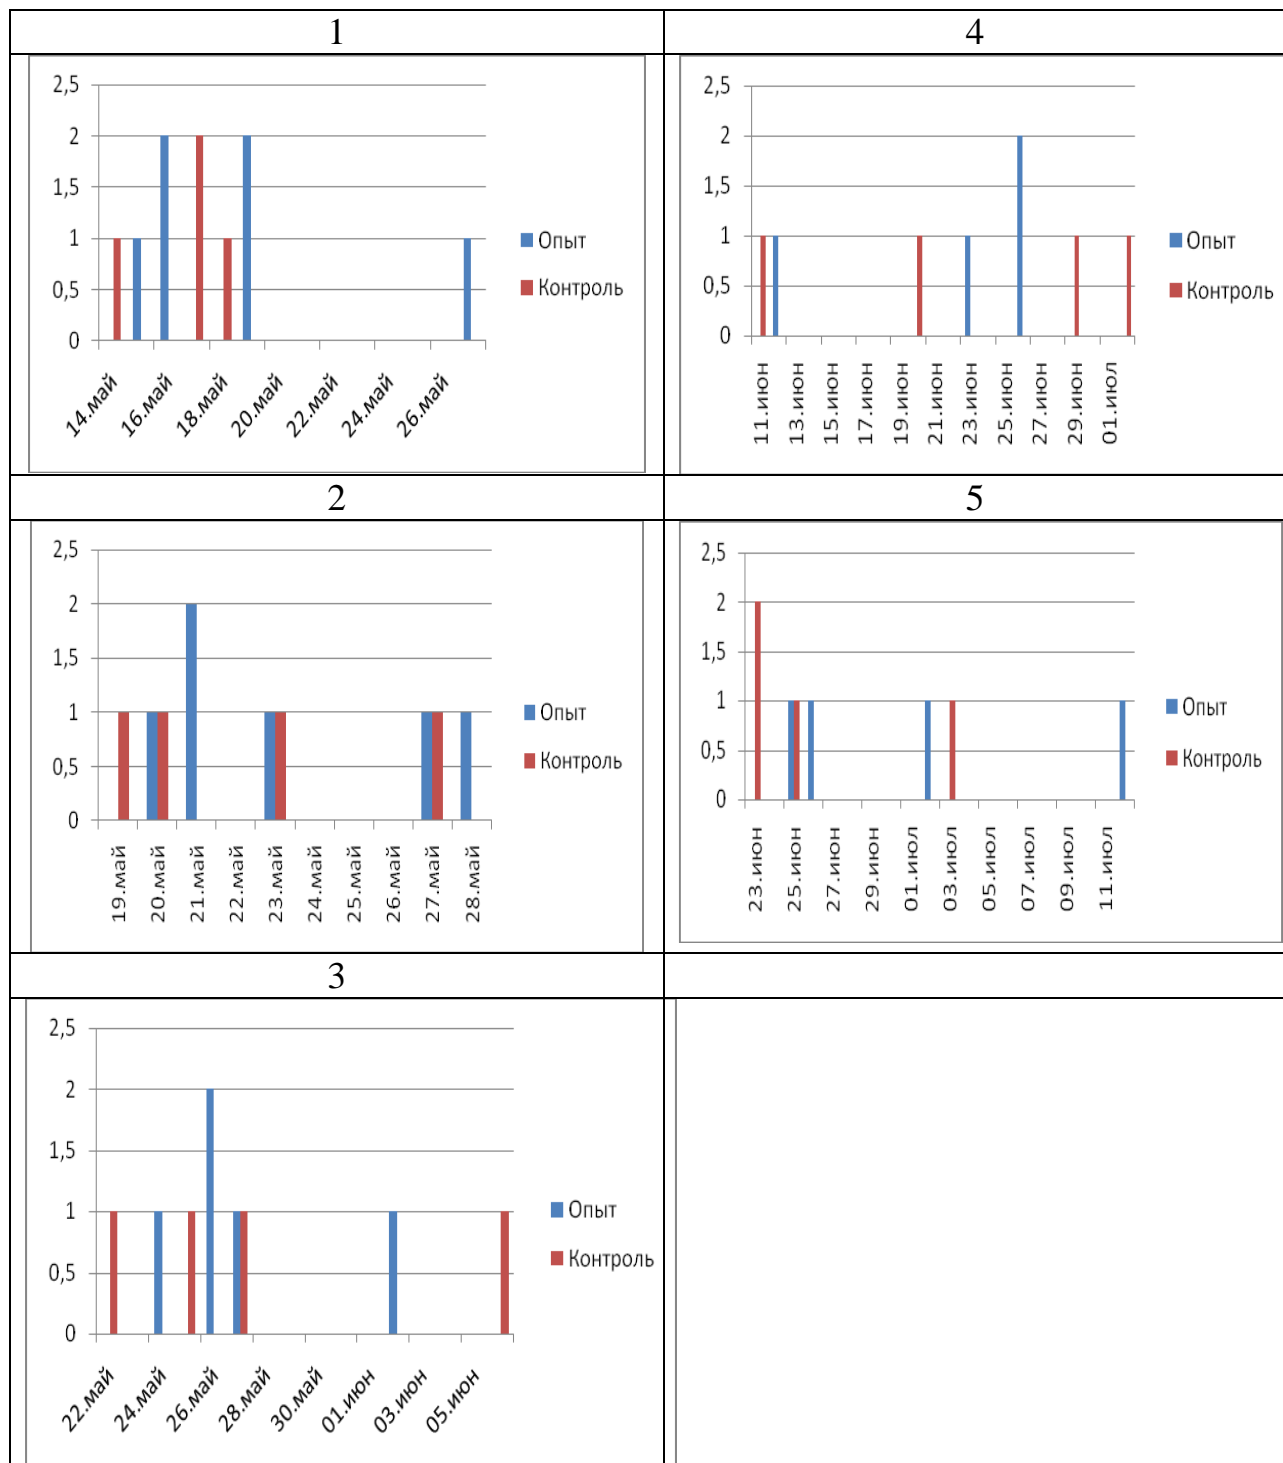 1
2,5
2
1,5
1
0,5
0
14.май 16.май 18.май 20.май 22.май 24.май 26.май
Опыт
Контроль
4
2,5
2
1,5
1
0,5
0
11.июн 13.июн 15.июн 17.июн 19.июн 21.июн 23.июн 25.июн 27.июн 29.июн 01.июл
Опыт
Контроль
2
2,5
2
1,5
1
0,5
0
19.май 20.май 21.май 22.май 23.май 24.май 25.май 26.май 27.май 28.май
Опыт
Контроль
5
2,5
2
1,5
1
0,5
0
23.июн 25.июн 27.июн 29.июн 01.июл 03.июл 05.июл 07.июл 09.июл 11.июл
Опыт
Контроль
3
2,5
2
1,5
1
0,5
0
22.май 24.май 26.май 28.май 30.май 01.июн 03.июн 05.июн
Опыт
Контроль